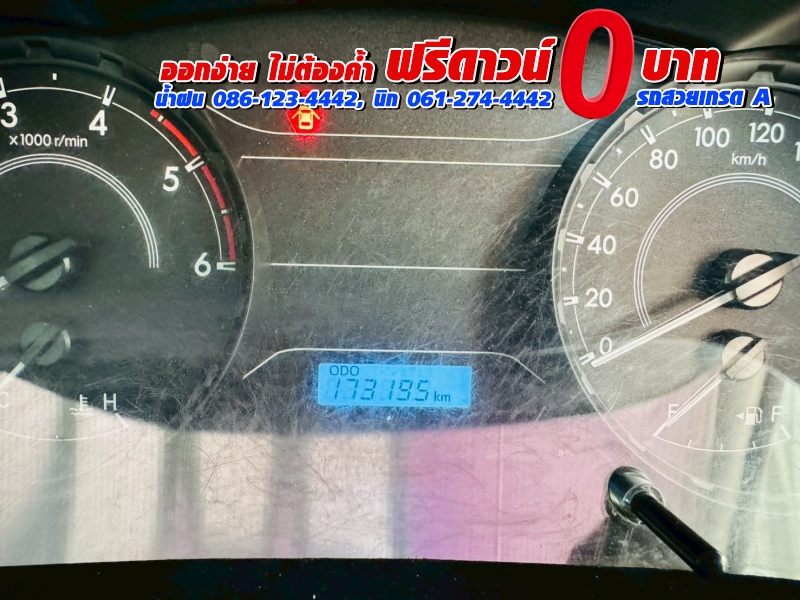 ออกง่าย ไม่ต้องค้ำ ฟรีดาวน์ 0 บาท
น้ำฝน 086-123-4442, นิก 061-274-4442 รถสวยเกรด A
3 4 5 6
x1000 r/min
0 20 40 60 80 100 120
km/h
ODO
173195 km
C H
E F